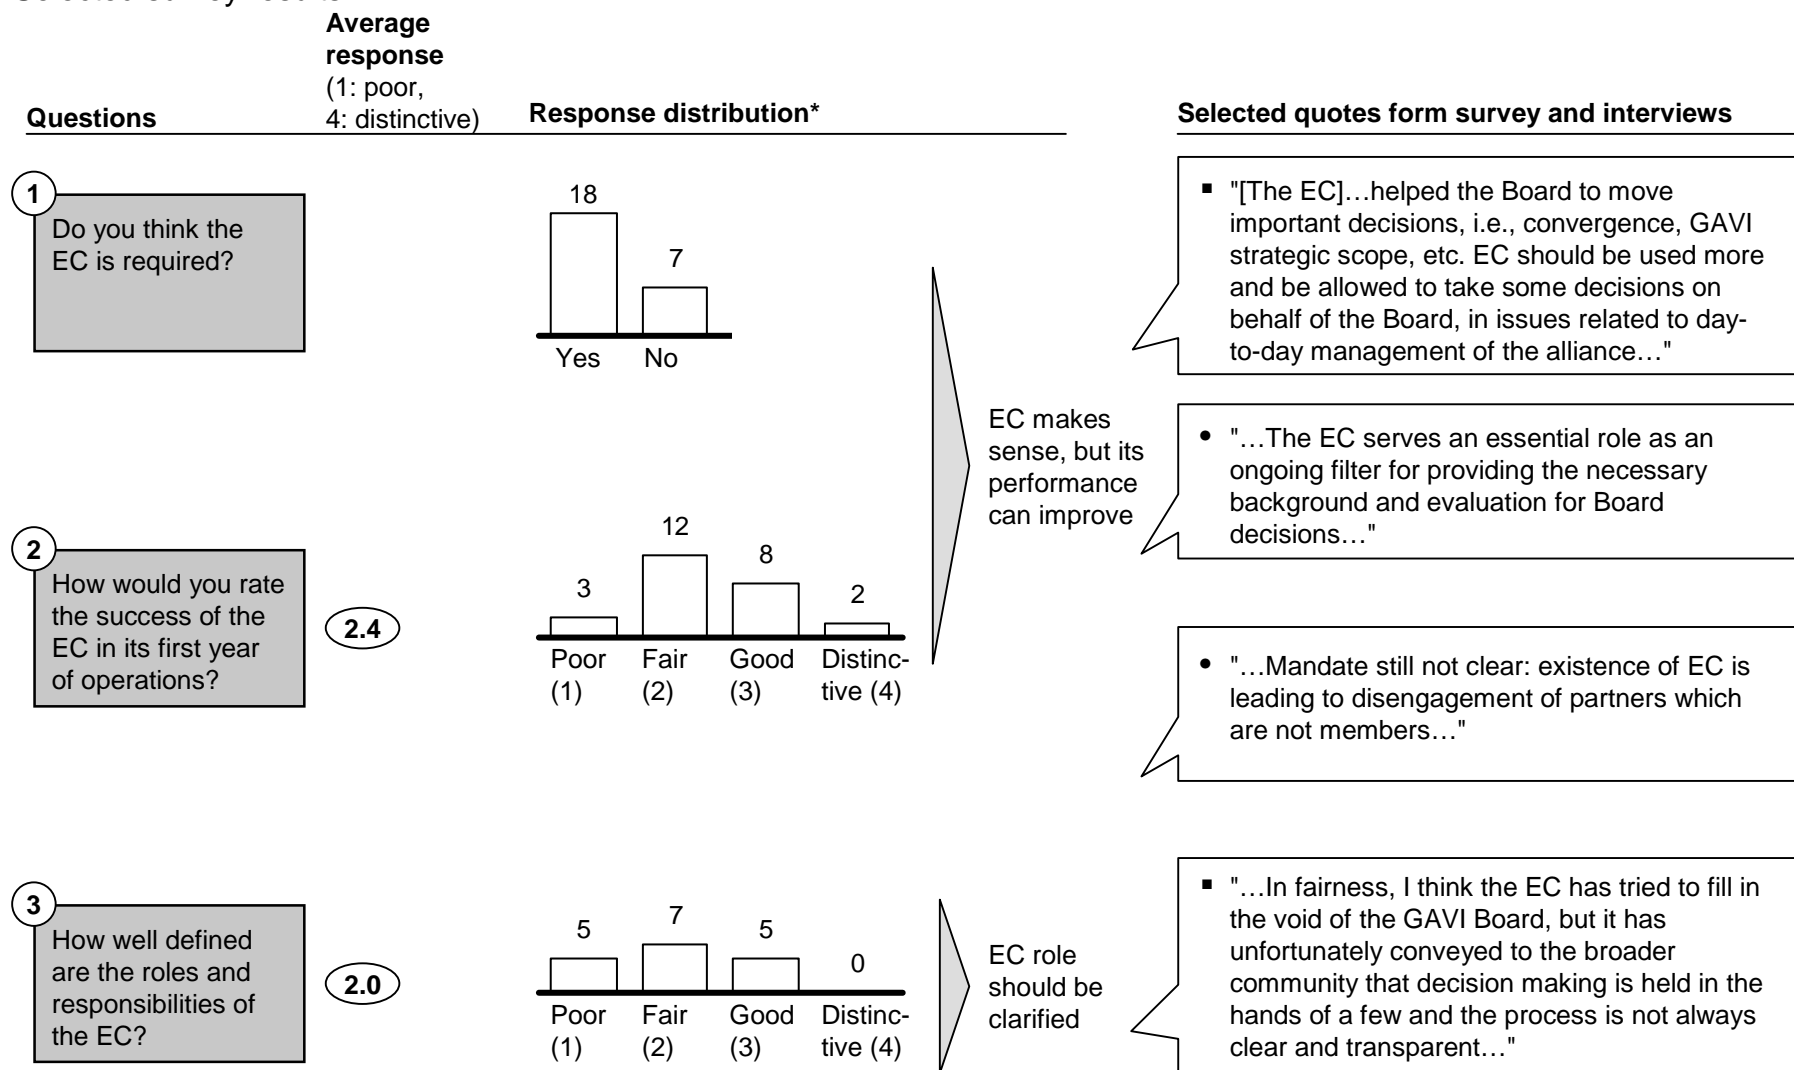 Average
response
(1: poor,
4: distinctive)
Questions
Response distribution*
Selected quotes form survey and interviews
1
Do you think the
EC is required?
18
7
Yes
No
2
How would you rate
the success of the
EC in its first year
of operations?
2.4
3
12
8
2
Poor
(1)
Fair
(2)
Good
(3)
Distinc-
tive (4)
EC makes
sense, but its
performance
can improve
3
How well defined
are the roles and
responsibilities of
the EC?
2.0
5
7
5
0
Poor
(1)
Fair
(2)
Good
(3)
Distinc-
tive (4)
EC role
should be
clarified
▪ "[The EC]…helped the Board to move
important decisions, i.e., convergence, GAVI
strategic scope, etc. EC should be used more
and be allowed to take some decisions on
behalf of the Board, in issues related to day-
to-day management of the alliance…"
• "…The EC serves an essential role as an
ongoing filter for providing the necessary
background and evaluation for Board
decisions…"
• "…Mandate still not clear: existence of EC is
leading to disengagement of partners which
are not members…"
▪ "…In fairness, I think the EC has tried to fill in
the void of the GAVI Board, but it has
unfortunately conveyed to the broader
community that decision making is held in the
hands of a few and the process is not always
clear and transparent…"